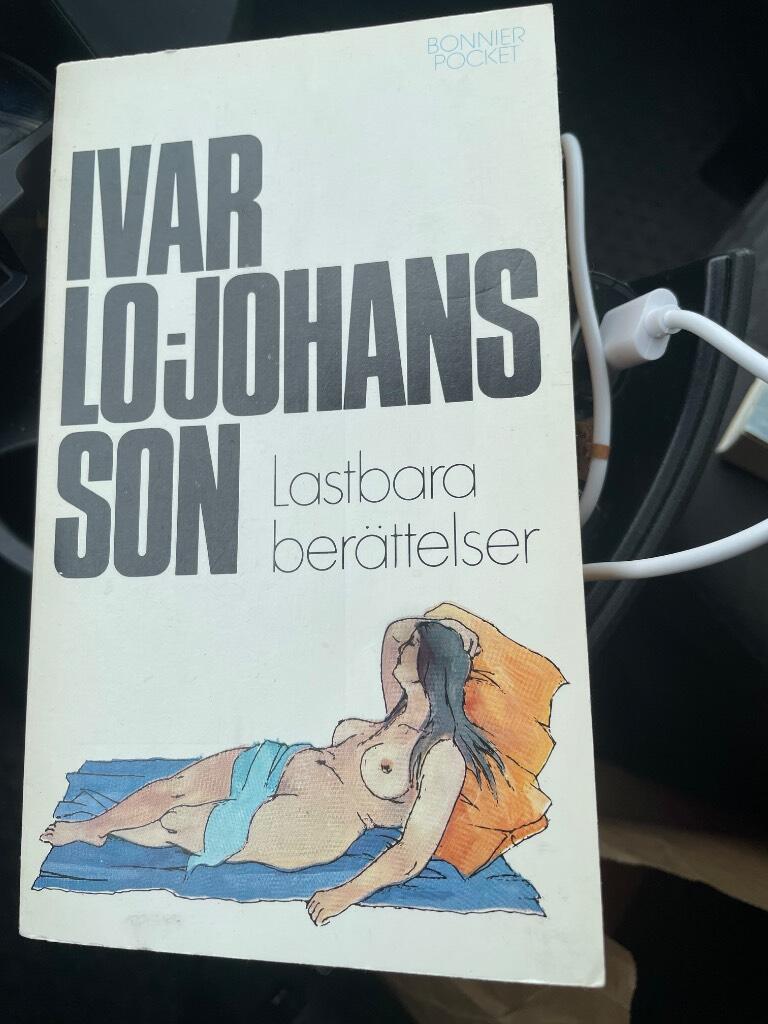 BONNIER
POCKET
IVAR
LO-JOHANS
SON
Lastbara
berättelser